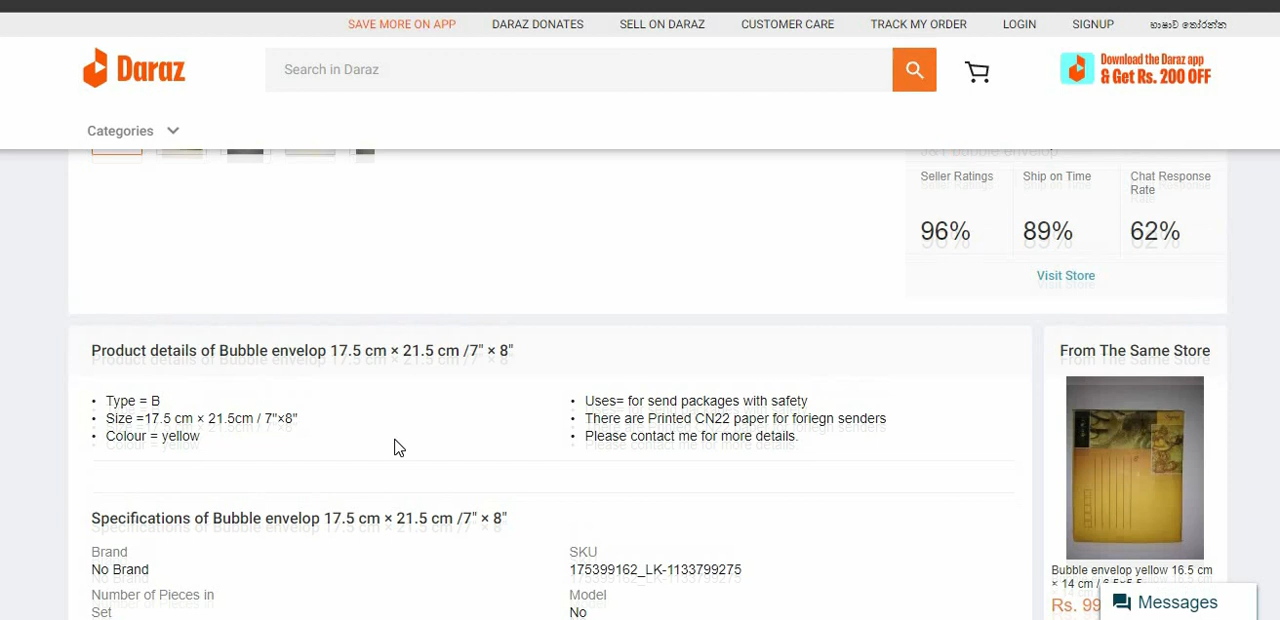 SAVE MORE ON APP DARAZ DONATES SELL ON DARAZ CUSTOMER CARE TRACK MY ORDER LOGIN SIGNUP භාෂාව තෝරන්න
Daraz
Search in Daraz
Download the Daraz app
& Get Rs. 200 OFF
Categories
J&T Bubble envelop
Seller Ratings Ship on Time Chat Response
Rate
96% 89% 62%
Visit Store
Product details of Bubble envelop 17.5 cm × 21.5 cm /7" × 8"
• Type = B
• Size =17.5 cm × 21.5cm / 7"×8"
• Colour = yellow
• Uses= for send packages with safety
• There are Printed CN22 paper for foriegn senders
• Please contact me for more details.
From The Same Store
Specifications of Bubble envelop 17.5 cm × 21.5 cm /7" × 8"
Brand
No Brand
SKU
175399162_LK-1133799275
Number of Pieces in
Set
Model
No
Bubble envelop yellow 16.5 cm
× 14 cm /
Rs. 99
Messages